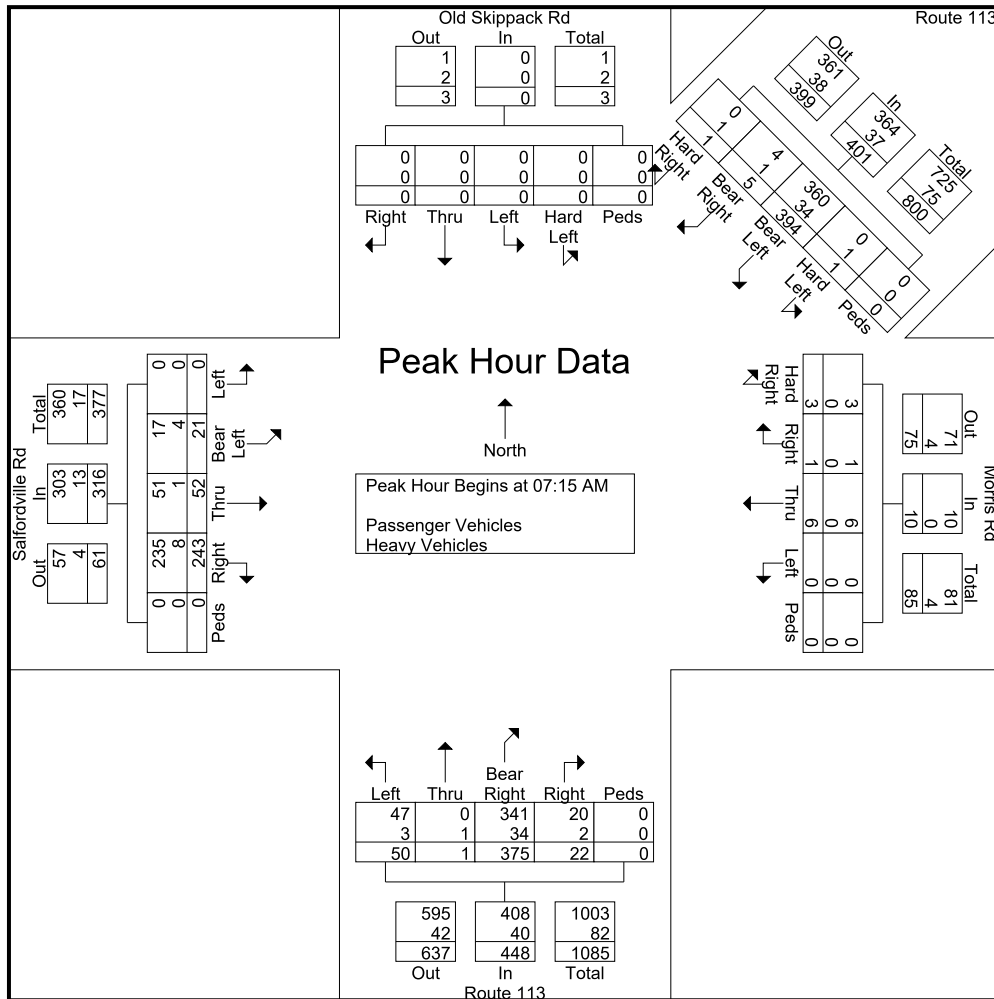 Old Skippack Rd
Out In Total
1 0 1
2 0 2
3 0 3
0 0 0 0 0
0 0 0 0 0
0 0 0 0 0
Right Thru Left Hard Left Peds
Route 113
Out In Total
361 364 725
38 37 75
399 401 800
0 4 360 0 0
1 1 34 1 0
1 5 394 1 0
Hard Right Bear Right Bear Left Hard Left Peds
Peak Hour Data
North
Peak Hour Begins at 07:15 AM
Passenger Vehicles
Heavy Vehicles
Salfordville Rd
Out In Total
57 303 360
4 13 17
61 316 377
0 17 51 235 0
0 4 1 8 0
0 21 52 243 0
Left Bear Left Thru Right Peds
Morris Rd
Out In Total
71 10 81
4 0 4
75 10 85
3 1 6 0 0
0 0 0 0 0
3 1 6 0 0
Hard Right Right Thru Left Peds
Left Thru Bear Right Right Peds
47 0 341 20 0
3 1 34 2 0
50 1 375 22 0
595 408 1003
42 40 82
637 448 1085
Out In Total
Route 113